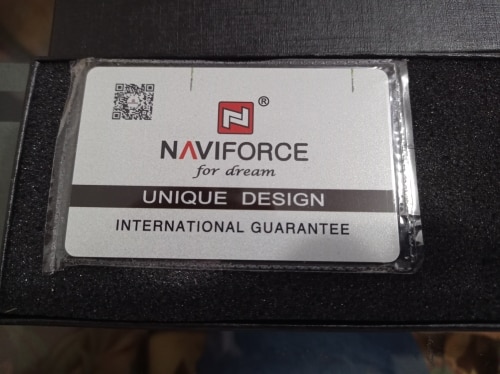 ®
NAVIFORCE
for dream
UNIQUE DESIGN
INTERNATIONAL GUARANTEE